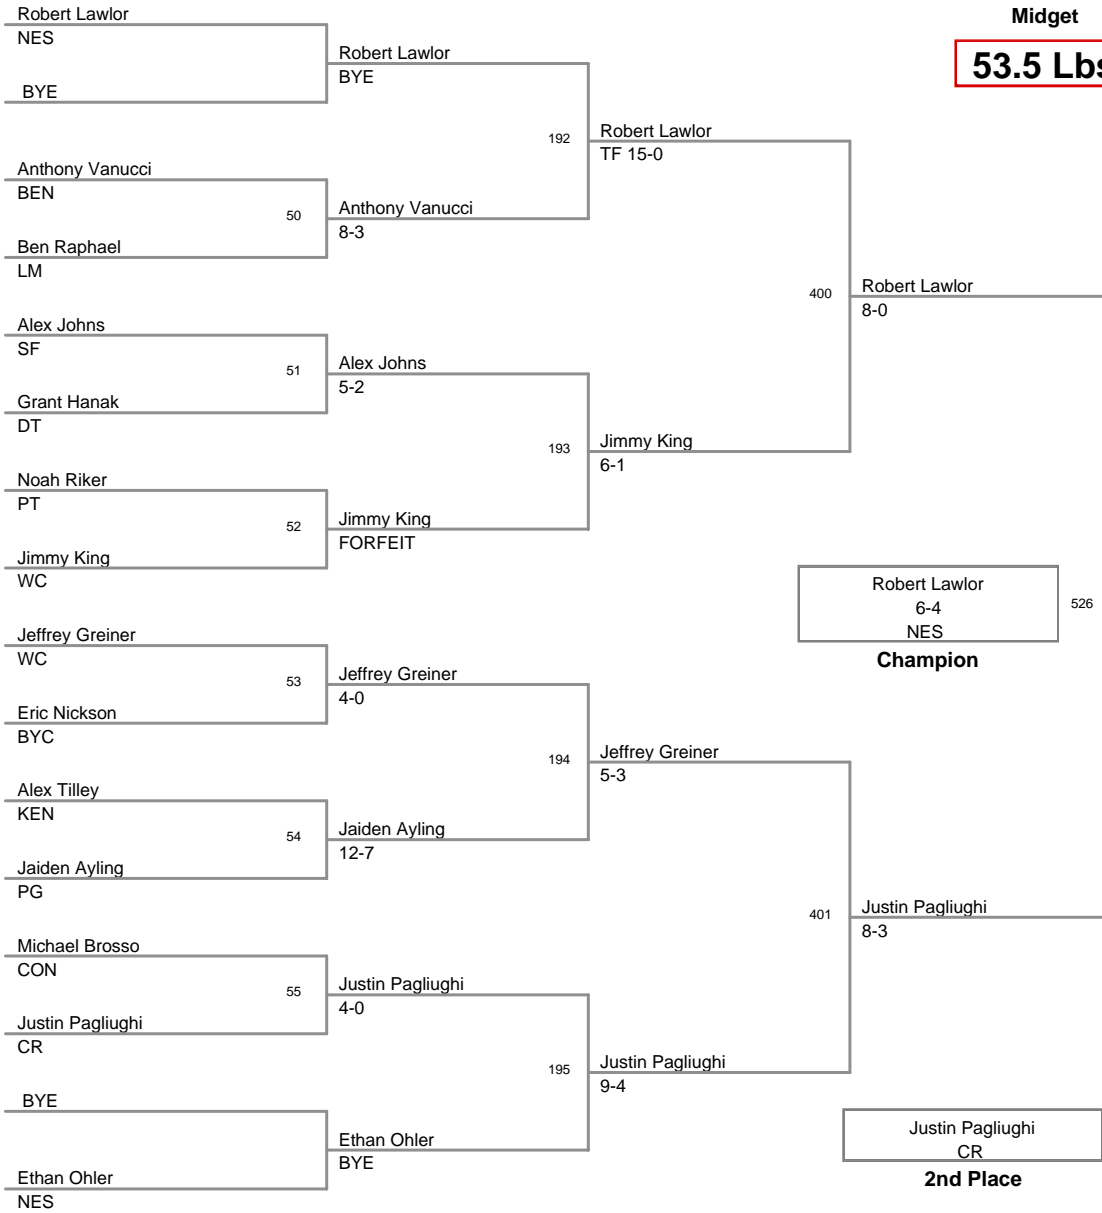 Midget
53.5 Lbs
Robert Lawlor
NES
BYE
Robert Lawlor
BYE
Anthony Vanucci
BEN
50
Ben Raphael
LM
Anthony Vanucci
8-3
192
Robert Lawlor
TF 15-0
Alex Johns
SF
51
Grant Hanak
DT
Alex Johns
5-2
Noah Riker
PT
52
Jimmy King
WC
Jimmy King
FORFEIT
193
Jimmy King
6-1
400
Robert Lawlor
8-0
Jeffrey Greiner
WC
53
Eric Nickson
BYC
Jeffrey Greiner
4-0
Alex Tilley
KEN
54
Jaiden Ayling
PG
Jaiden Ayling
12-7
194
Jeffrey Greiner
5-3
Michael Brosso
CON
55
Justin Pagliughi
CR
Justin Pagliughi
4-0
BYE
Ethan Ohler
NES
Ethan Ohler
BYE
195
Justin Pagliughi
9-4
401
Justin Pagliughi
8-3
Robert Lawlor
6-4
NES
526
Champion
Justin Pagliughi
CR
2nd Place